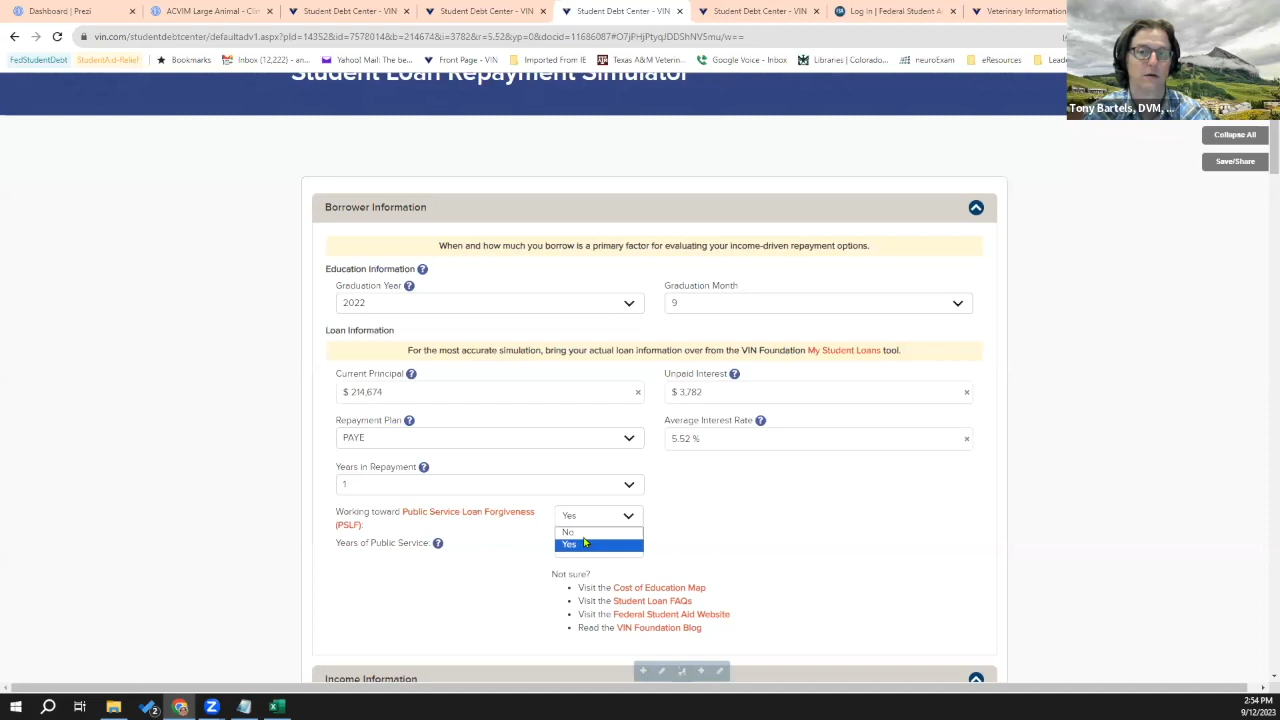 Dashboard | Prezi
ACVIM Large Animal - Clin
Student Debt Center - VIN
Student Debt Center - VIN
Student Debt Center - VIN
Student Debt Center - VIN
Log In | Federal Student A
Veterinary Information
vin.com/studentdebtcenter/defaultadv1.aspx?pId=14352&id=7578014&b=214674&i=3782&r=5.52&yp=0&docid=11686087#O7jPHjPtyqJDDShNV5mu/w==
FedStudentDebt
StudentAid-Relief
Bookmarks
Inbox (1222) - an...
Yahoo! Mail: The be...
Front Page - VIN
Imported From IE
Texas A&M Veterin...
Google Voice - Inbox
Libraries | Colorado...
neuroExam
eResources
Leade
Tony Bartels, DVM, ...
Student Loan Repayment Simulator
Collapse All
Save/Share
Borrower Information
When and how much you borrow is a primary factor for evaluating your income-driven repayment options.
Education Information ?
Graduation Year ?
Graduation Month
2022
9
Loan Information
For the most accurate simulation, bring your actual loan information over from the VIN Foundation My Student Loans tool.
Current Principal ?
Unpaid Interest ?
$ 214,674 ×
$ 3,782 ×
Repayment Plan ?
Average Interest Rate ?
PAYE
5.52 % ×
Years in Repayment ?
1
Working toward Public Service Loan Forgiveness
(PSLF):
Yes
No
Yes
Years of Public Service: ?
Not sure?
• Visit the Cost of Education Map
• Visit the Student Loan FAQs
• Visit the Federal Student Aid Website
• Read the VIN Foundation Blog
Income Information
2:54 PM
9/12/2023